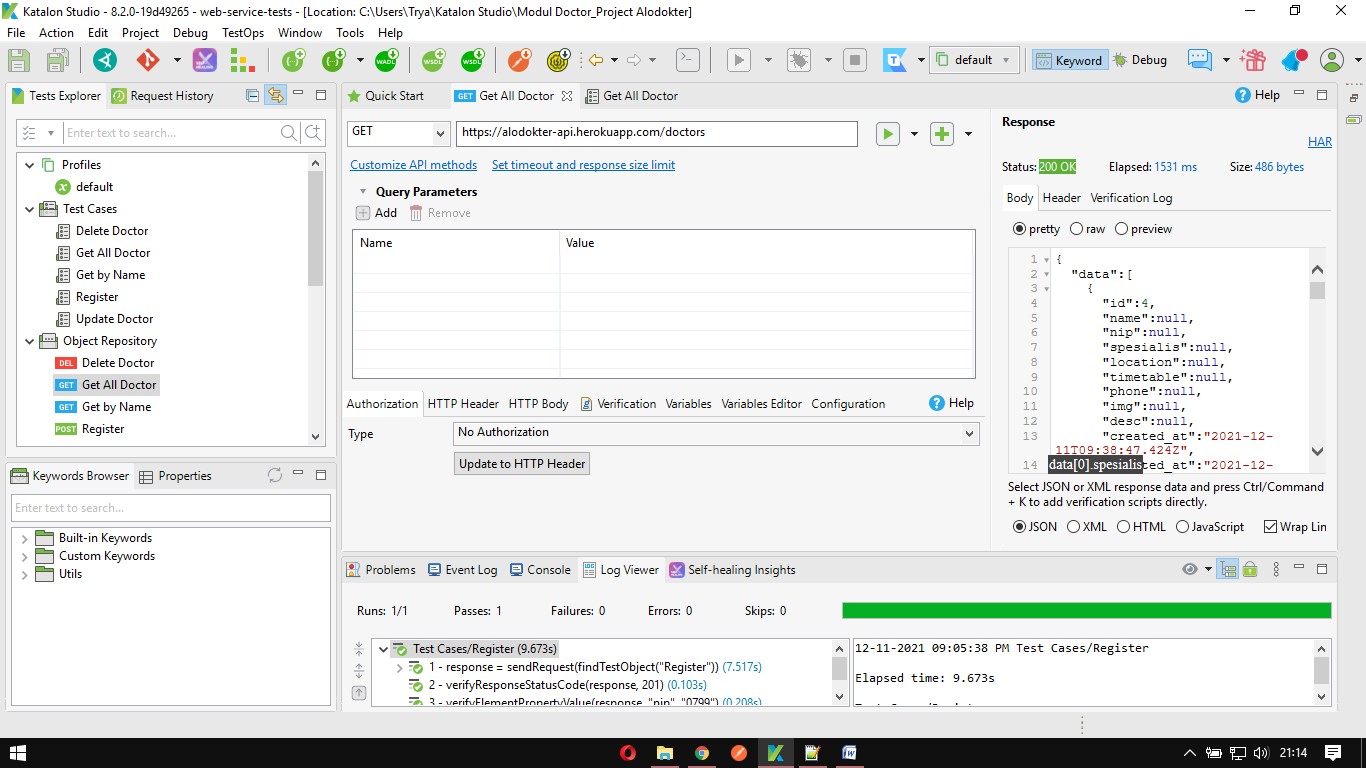 Katalon Studio - 8.2.0-19d49265 - web-service-tests - [Location: C:\Users\Trya\Katalon Studio\Modul Doctor_Project Alodokter]
File Action Edit Project Debug TestOps Window Tools Help
default Keyword Debug
Tests Explorer Request History
Enter text to search...
Profiles
default
Test Cases
Delete Doctor
Get All Doctor
Get by Name
Register
Update Doctor
Object Repository
DEL Delete Doctor
GET Get All Doctor
GET Get by Name
POST Register
Keywords Browser Properties
Enter text to search...
Built-in Keywords
Custom Keywords
Utils
Quick Start GET Get All Doctor Get All Doctor Help
GET https://alodokter-api.herokuapp.com/doctors
Customize API methods Set timeout and response size limit
Query Parameters
Add Remove
Name Value
Authorization HTTP Header HTTP Body Verification Variables Variables Editor Configuration Help
Type No Authorization
Update to HTTP Header
Response
HAR
Status: 200 OK Elapsed: 1531 ms Size: 486 bytes
Body Header Verification Log
pretty raw preview
1 {
2 "data":[
3 {
4 "id":4,
5 "name":null,
6 "nip":null,
7 "spesialis":null,
8 "location":null,
9 "timetable":null,
10 "phone":null,
11 "img":null,
12 "desc":null,
13 "created_at":"2021-12-
11T09:38:47.424Z",
14 data[0].spesialis ted_at":"2021-12-
Select JSON or XML response data and press Ctrl/Command
+ K to add verification scripts directly.
JSON XML HTML JavaScript Wrap Lin
Problems Event Log Console Log Viewer Self-healing Insights
Runs: 1/1 Passes: 1 Failures: 0 Errors: 0 Skips: 0
Test Cases/Register (9.673s)
1 - response = sendRequest(findTestObject("Register")) (7.517s)
2 - verifyResponseStatusCode(response, 201) (0.103s)
3 - verifyElementPropertyValue(response, "nip", "0799") (0.208s)
12-11-2021 09:05:38 PM Test Cases/Register
Elapsed time: 9.673s
21:14